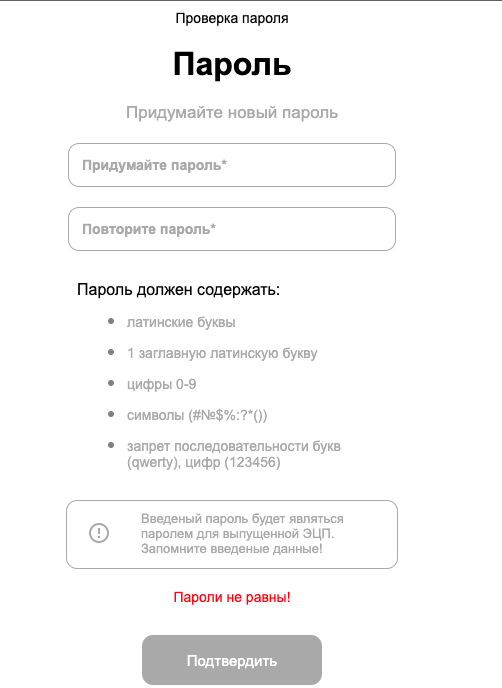 Проверка пароля
Пароль
Придумайте новый пароль
Придумайте пароль*
Повторите пароль*
Пароль должен содержать:
латинские буквы
1 заглавную латинскую букву
цифры 0-9
символы (#№$%:?*())
запрет последовательности букв
(qwerty), цифр (123456)
Введеный пароль будет являться
паролем для выпущенной ЭЦП.
Запомните введеные данные!
Пароли не равны!
Подтвердить